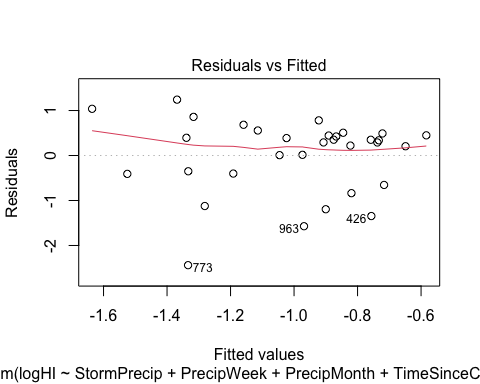 Residuals vs Fitted
Residuals
1
0
-1
-2
963
426
773
-1.6 -1.4 -1.2 -1.0 -0.8 -0.6
Fitted values
m(logHI ~ StormPrecip + PrecipWeek + PrecipMonth + TimeSinceC